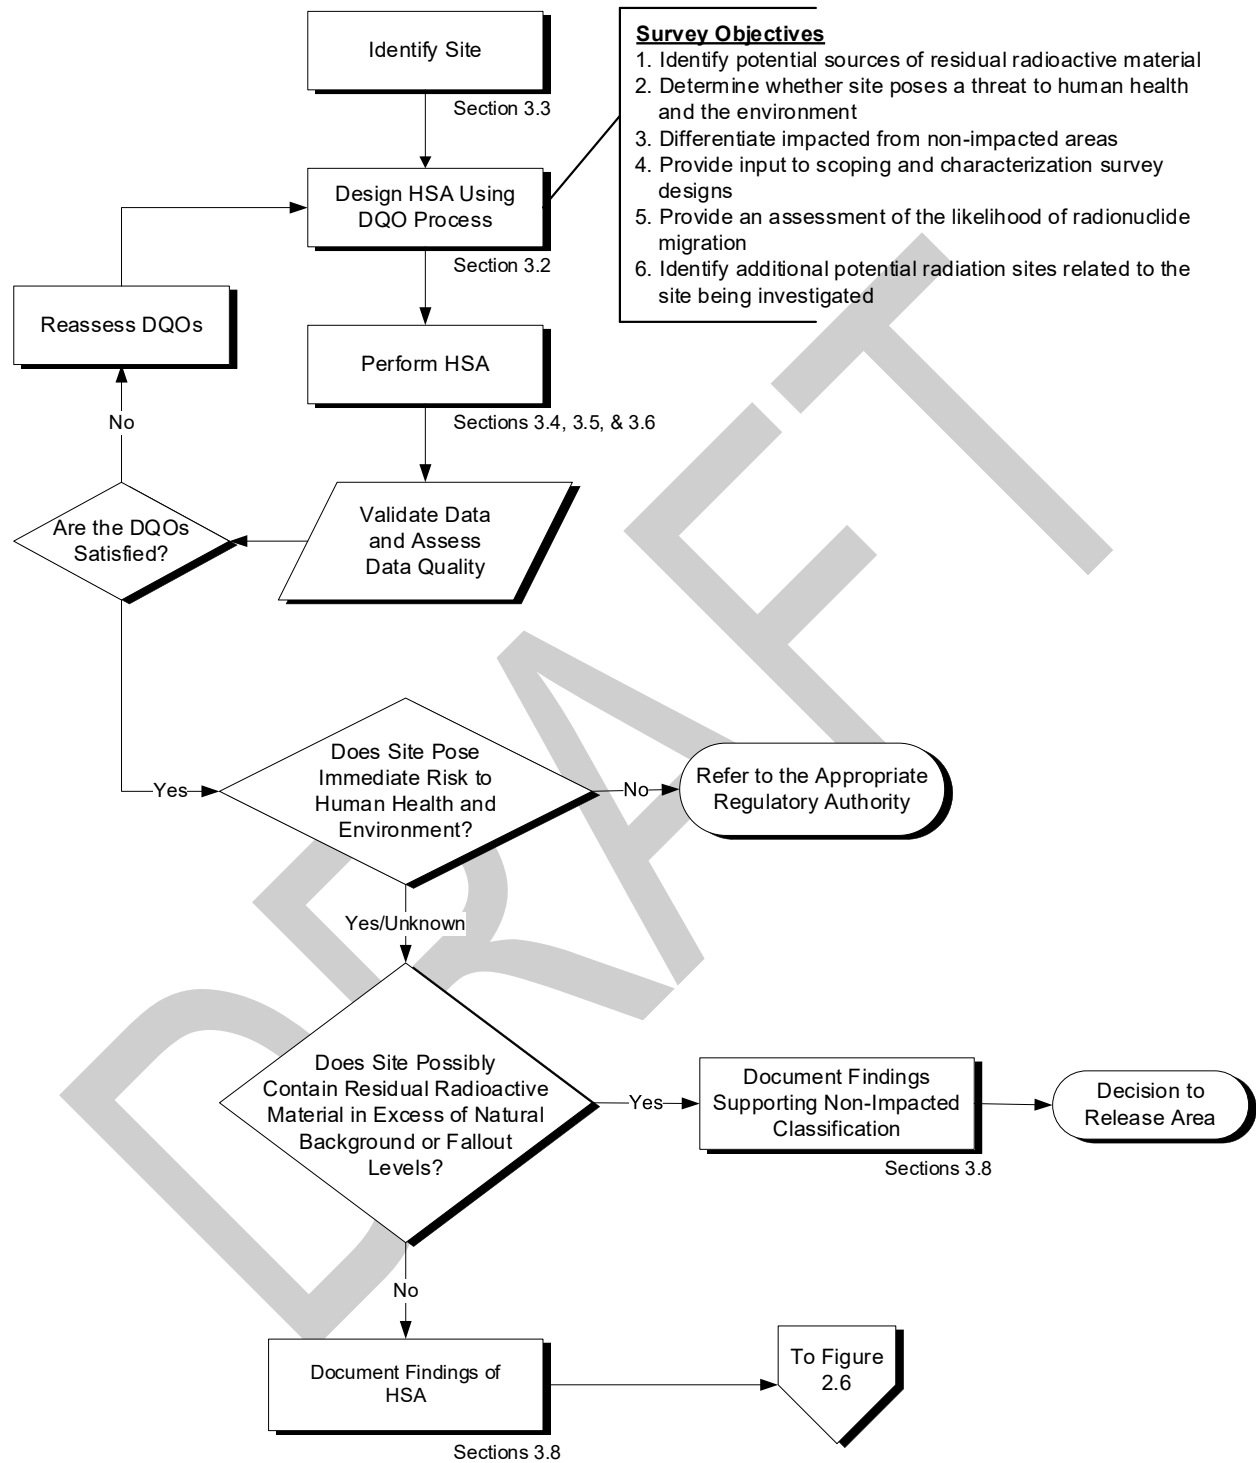 Identify Site
Section 3.3
Survey Objectives
1. Identify potential sources of residual radioactive material
2. Determine whether site poses a threat to human health
and the environment
3. Differentiate impacted from non-impacted areas
4. Provide input to scoping and characterization survey
designs
5. Provide an assessment of the likelihood of radionuclide
migration
6. Identify additional potential radiation sites related to the
site being investigated
Design HSA Using
DQO Process
Section 3.2
Reassess DQOs
Perform HSA
Sections 3.4, 3.5, & 3.6
No
Are the DQOs
Satisfied?
Validate Data
and Assess
Data Quality
Yes
Does Site Pose
Immediate Risk to
Human Health and
Environment?
No
Refer to the Appropriate
Regulatory Authority
Yes/Unknown
Does Site Possibly
Contain Residual Radioactive
Material in Excess of Natural
Background or Fallout
Levels?
Yes
Document Findings
Supporting Non-Impacted
Classification
Sections 3.8
Decision to
Release Area
No
Document Findings of
HSA
Sections 3.8
To Figure
2.6
DRAFT